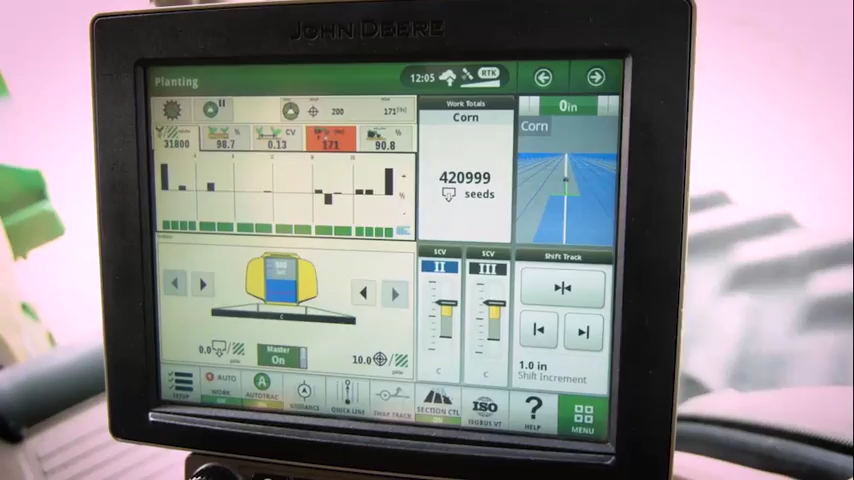 JOHN DEERE
Planting
12:05
RTK
200
171
% CV %
31800 98.7 0.13 171 90.8
Work Totals
Corn
420999
seeds
0in
Corn
SCV SCV
II III
C C
Shift Track
1.0 in
Shift Increment
C
0.0
Master
On
10.0
SETUP
AUTO
WORK
AUTOTRAC
GUIDANCE
QUICK LINE
SWAP TRACK
SECTION CTL
ISO
ISOBUS VT
?
HELP
MENU